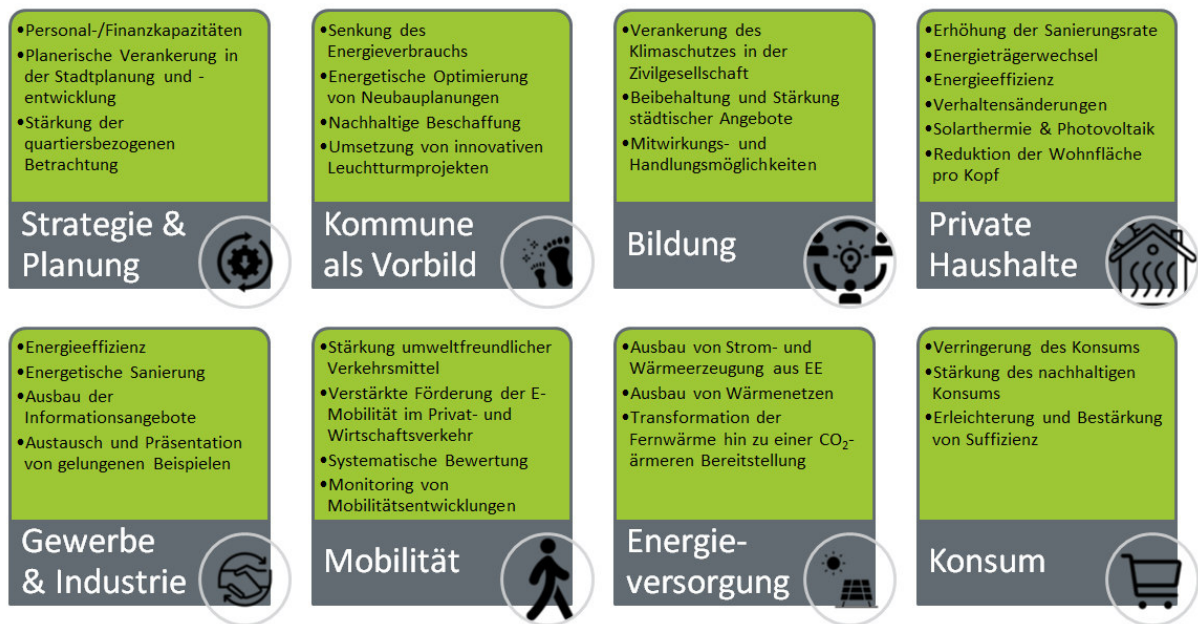 •Personal-/Finanzkapazitäten
•Planerische Verankerung in
der Stadtplanung und -
entwicklung
•Stärkung der
quartiersbezogenen
Betrachtung
Strategie &
Planung
•Senkung des
Energieverbrauchs
•Energetische Optimierung
von Neubauplanungen
•Nachhaltige Beschaffung
•Umsetzung von innovativen
Leuchtturmprojekten
Kommune
als Vorbild
•Verankerung des
Klimaschutzes in der
Zivilgesellschaft
•Beibehaltung und Stärkung
städtischer Angebote
•Mitwirkungs- und
Handlungsmöglichkeiten
Bildung
•Erhöhung der Sanierungsrate
•Energieträgerwechsel
•Energieeffizienz
•Verhaltensänderungen
•Solarthermie & Photovoltaik
•Reduktion der Wohnfläche
pro Kopf
Private
Haushalte
•Energieeffizienz
•Energetische Sanierung
•Ausbau der
Informationsangebote
•Austausch und Präsentation
von gelungenen Beispielen
Gewerbe
& Industrie
•Stärkung umweltfreundlicher
Verkehrsmittel
•Verstärkte Förderung der E-
Mobilität im Privat- und
Wirtschaftsverkehr
•Systematische Bewertung
•Monitoring von
Mobilitätsentwicklungen
Mobilität
•Ausbau von Strom- und
Wärmeerzeugung aus EE
•Ausbau von Wärmenetzen
•Transformation der
Fernwärme hin zu einer CO₂-
ärmeren Bereitstellung
Energie-
versorgung
•Verringerung des Konsums
•Stärkung des nachhaltigen
Konsums
•Erleichterung und Bestärkung
von Suffizienz
Konsum